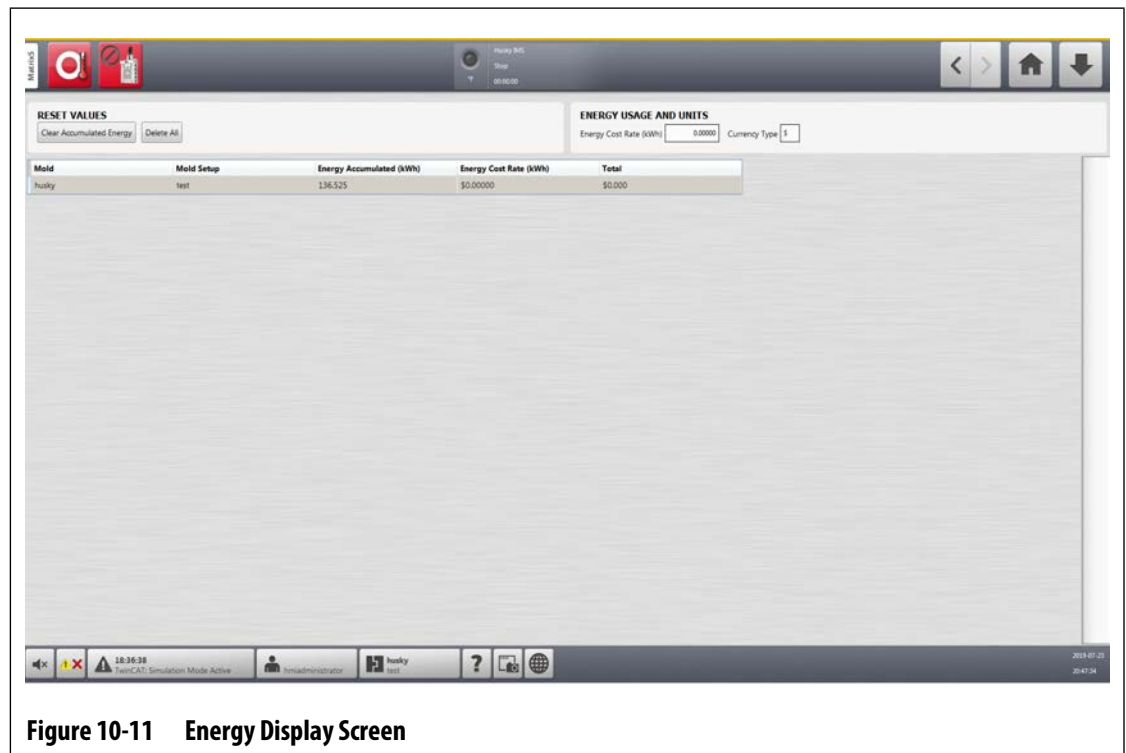 Matrix5
Husky IMS
Stop
00:00:00
RESET VALUES
Clear Accumulated Energy Delete All
ENERGY USAGE AND UNITS
Energy Cost Rate (kWh) 0.00000 Currency Type $
Mold Mold Setup Energy Accumulated (kWh) Energy Cost Rate (kWh) Total
husky test 136.525 $0.00000 $0.000
18:36:38
TwinCAT: Simulation Mode Active
hmiadministrator
husky
test
?
2019-07-23
20:47:34
Figure 10-11 Energy Display Screen